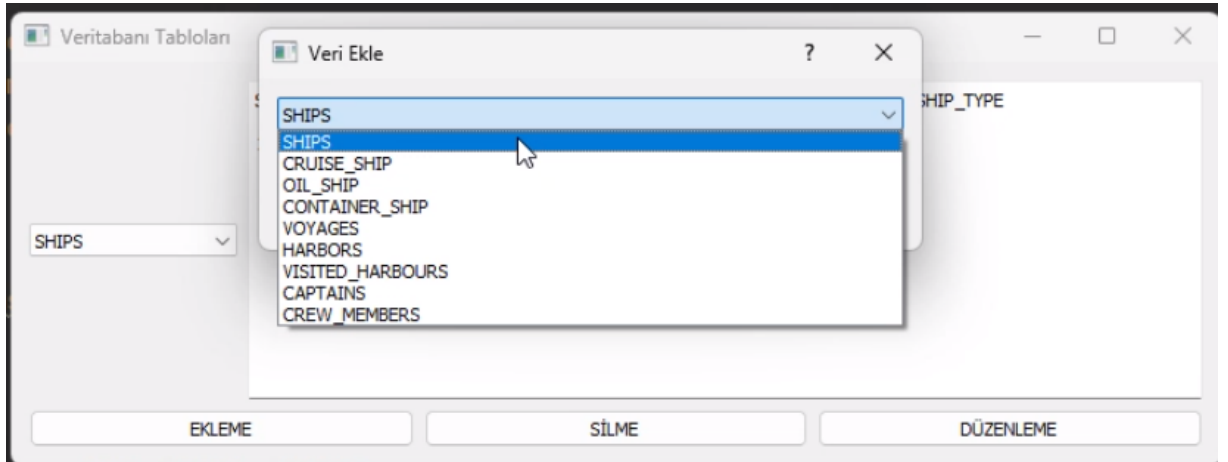 Veritabanı Tabloları
Veri Ekle
?
SHIPS
SHIP_TYPE
SHIPS
CRUISE_SHIP
OIL_SHIP
CONTAINER_SHIP
VOYAGES
HARBORS
VISITED_HARBOURS
CAPTAINS
CREW_MEMBERS
SHIPS
EKLEME
SİLME
DÜZENLEME